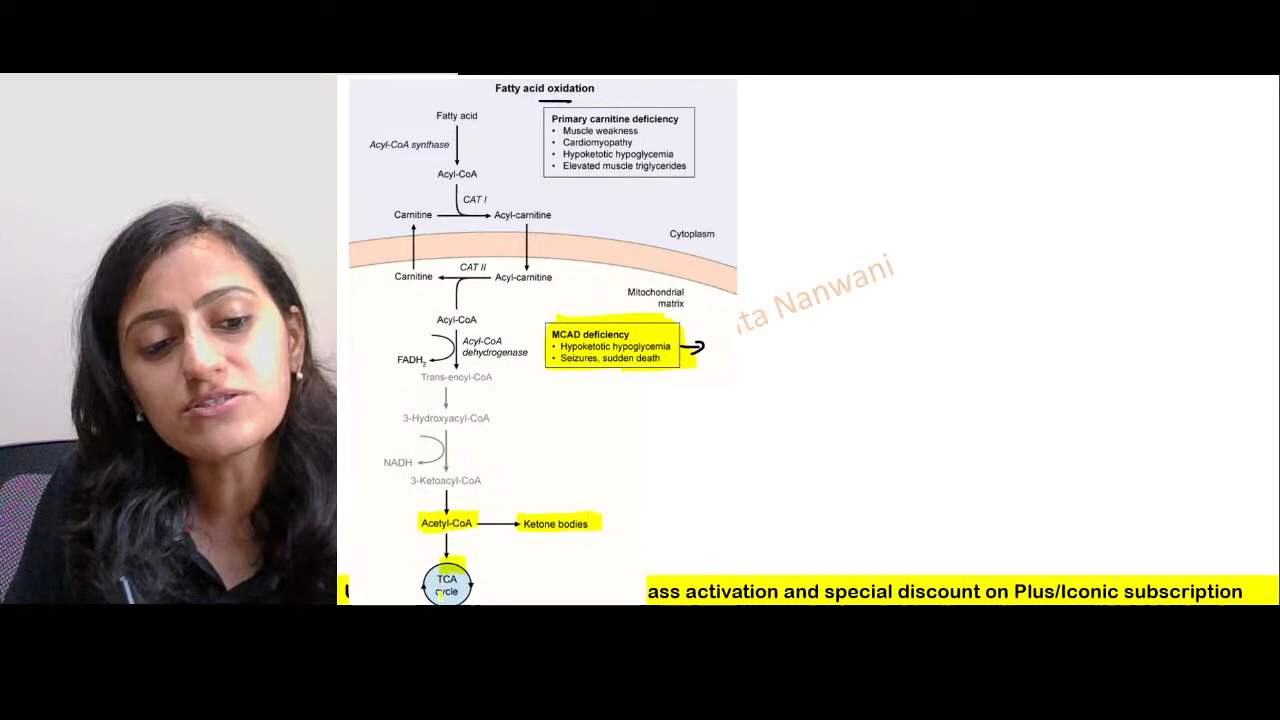 Fatty acid oxidation
Fatty acid
Primary carnitine deficiency
• Muscle weakness
• Cardiomyopathy
• Hypoketotic hypoglycemia
• Elevated muscle triglycerides
Acyl-CoA synthase
Acyl-CoA
CAT I
Carnitine
Acyl-carnitine
Cytoplasm
CAT II
Carnitine
Acyl-carnitine
Mitochondrial
matrix
Acyl-CoA
MCAD deficiency
• Hypoketotic hypoglycemia
• Seizures, sudden death
Acyl-CoA
dehydrogenase
FADH2
Trans-enoyl-CoA
3-Hydroxyacyl-CoA
NADH
3-Ketoacyl-CoA
Acetyl-CoA
Ketone bodies
TCA
cycle
Nanwani
ass activation and special discount on Plus/Iconic subscription